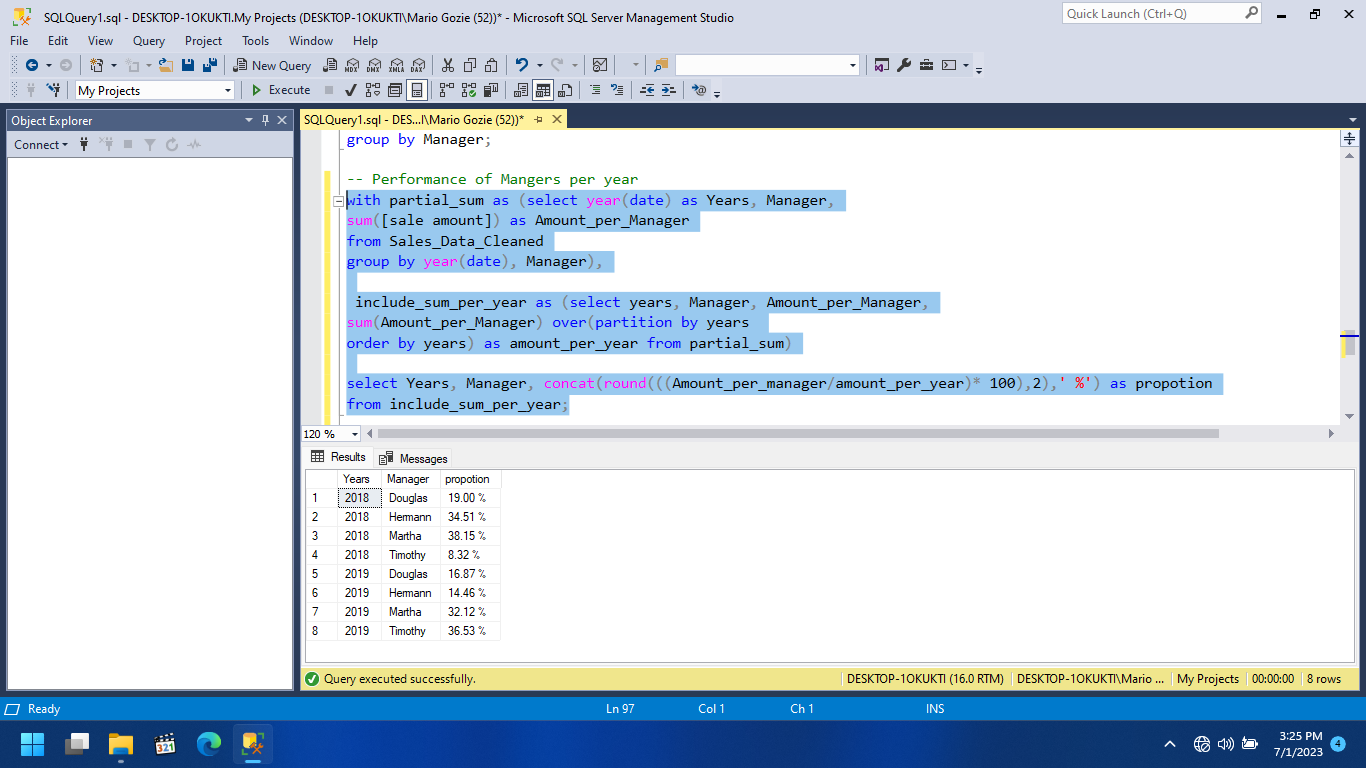 SQLQuery1.sql - DESKTOP-1OKUKTI.My Projects (DESKTOP-1OKUKTI\Mario Gozie (52))* - Microsoft SQL Server Management Studio
Quick Launch (Ctrl+Q)
File Edit View Query Project Tools Window Help
New Query MDX DMX XMLA DAX
My Projects Execute
Object Explorer
SQLQuery1.sql - DES...I\Mario Gozie (52))*
Connect
group by Manager;
-- Performance of Mangers per year
with partial_sum as (select year(date) as Years, Manager,
sum([sale amount]) as Amount_per_Manager
from Sales_Data_Cleaned
group by year(date), Manager),
include_sum_per_year as (select years, Manager, Amount_per_Manager,
sum(Amount_per_Manager) over(partition by years
order by years) as amount_per_year from partial_sum)
select Years, Manager, concat(round(((Amount_per_manager/amount_per_year)* 100),2),' %') as propotion
from include_sum_per_year;
120 %
Results Messages
Years Manager propotion
1 2018 Douglas 19.00 %
2 2018 Hermann 34.51 %
3 2018 Martha 38.15 %
4 2018 Timothy 8.32 %
5 2019 Douglas 16.87 %
6 2019 Hermann 14.46 %
7 2019 Martha 32.12 %
8 2019 Timothy 36.53 %
Query executed successfully. DESKTOP-1OKUKTI (16.0 RTM) DESKTOP-1OKUKTI\Mario ... My Projects 00:00:00 8 rows
Ready Ln 97 Col 1 Ch 1 INS
321
3:25 PM
7/1/2023
4